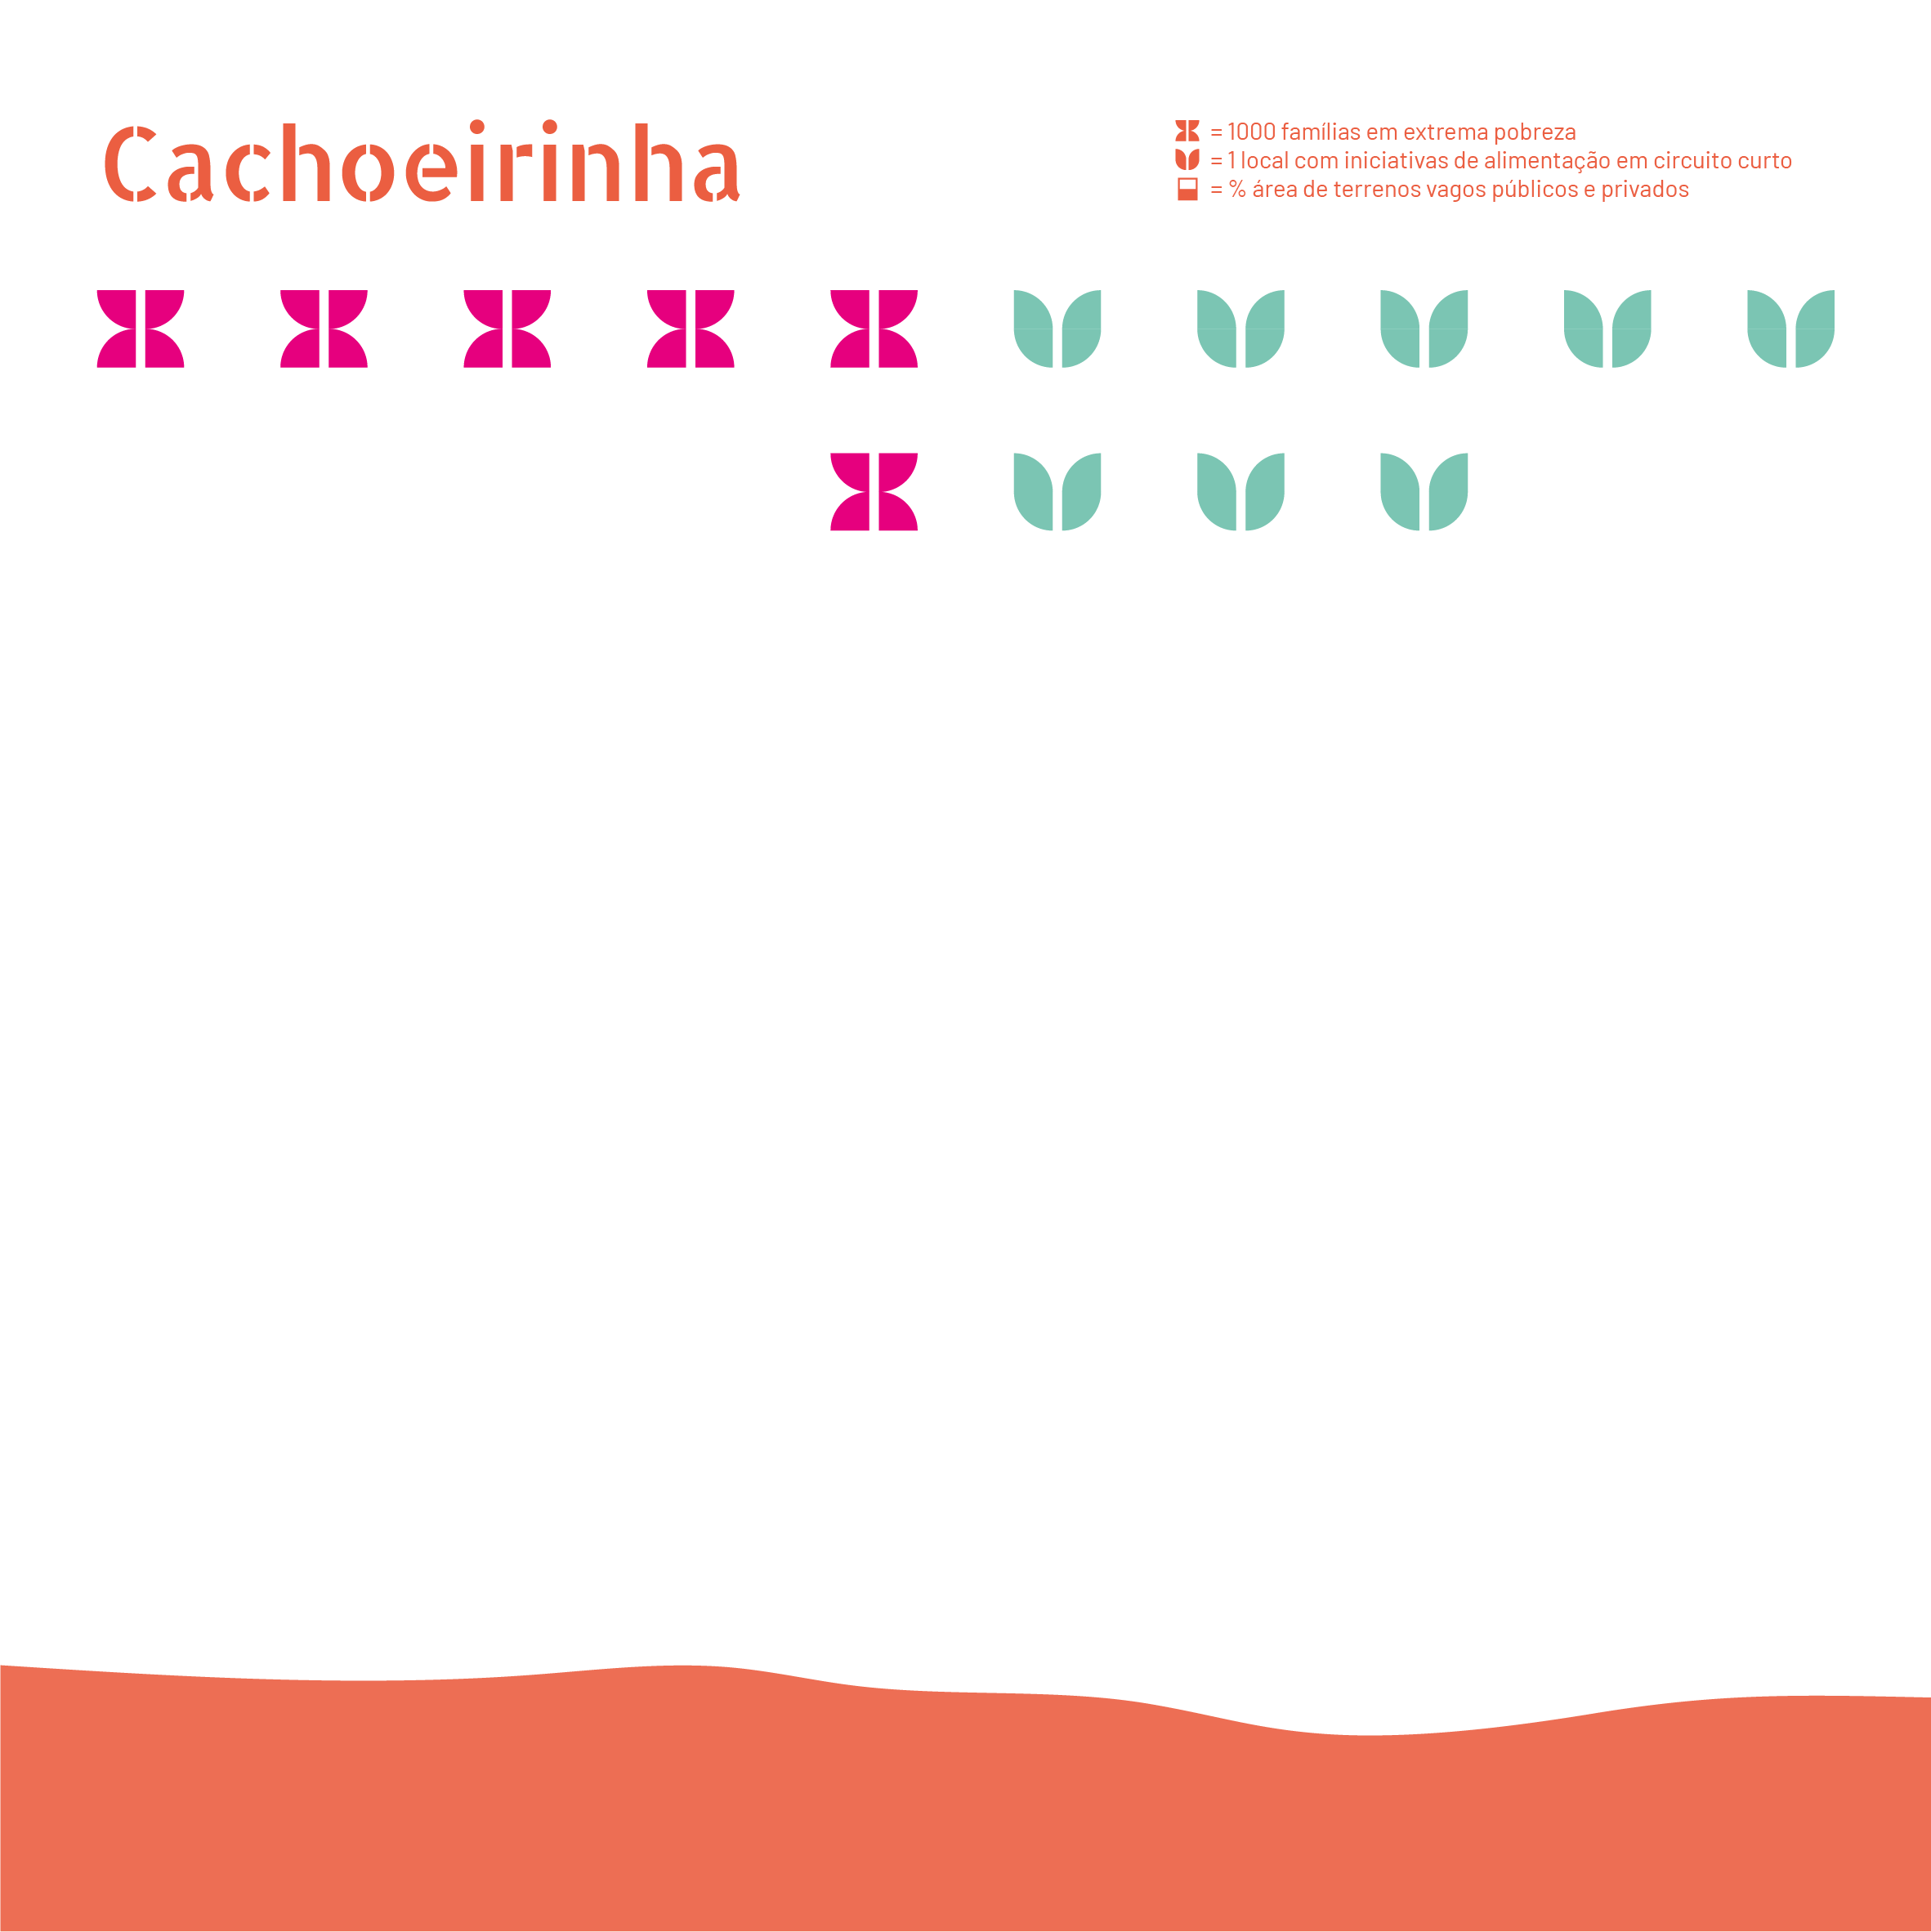 Cachoeirinha
= 1000 famílias em extrema pobreza
= 1 local com iniciativas de alimentação em circuito curto
= % área de terrenos vagos públicos e privados